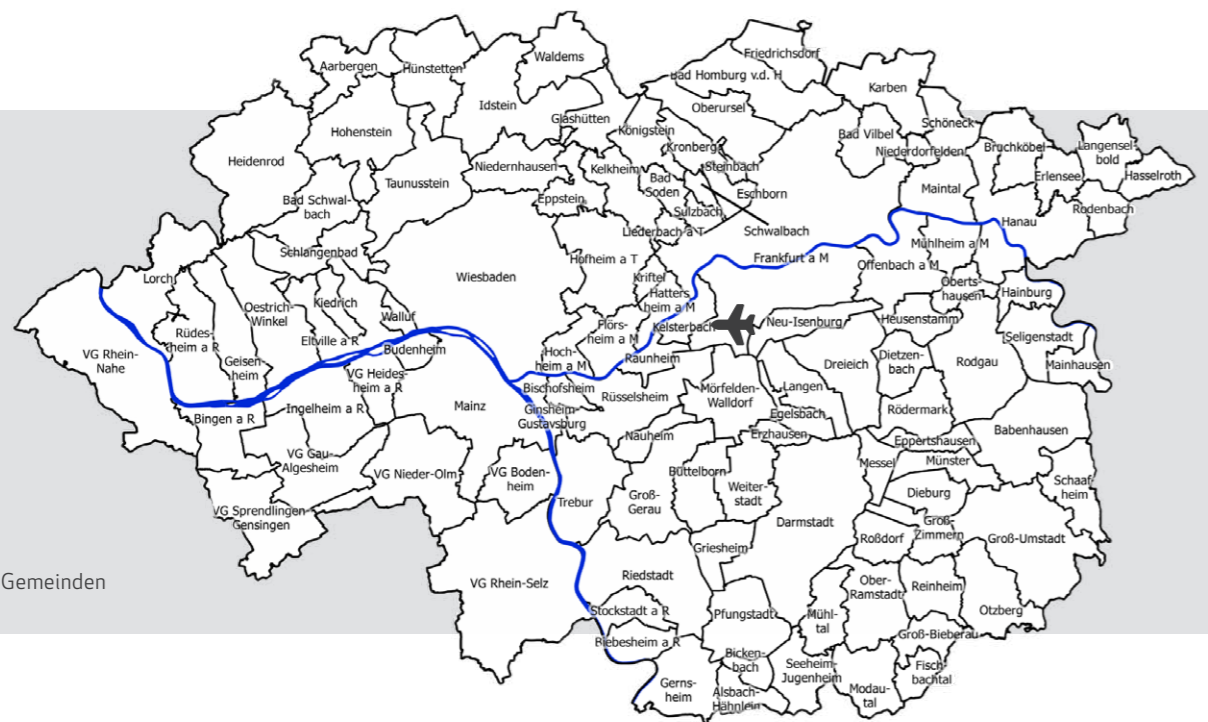 Friedrichsdorf
Waldems
Aarbergen
Hünstetten
Bad Homburg v.d. H
Karben
Idstein
Oberursel
Glashütten
Schöneck
Hohenstein
Königstein
Bad Vilbel
Kronberg
Niederdorfelden
Bruchköbel
Langensel-
bold
Heidenrod
Niedernhausen
Kelkheim
Steinbach
Erlensee
Hasselroth
Taunusstein
Bad
Soden
Eschborn
Maintal
Bad Schwal-
bach
Eppstein
Sulzbach
Rodenbach
Liederbach a T
Schwalbach
Hanau
Schlangenbad
Mühlheim a M
Hofheim a T
Frankfurt a M
Offenbach a M
Lorch
Wiesbaden
Kriftel
Oberts-
hausen
Hainburg
Hatters
heim a M
Oestrich-
Winkel
Kiedrich
Walluf
Heusenstamm
Neu-Isenburg
Rüdes-
heim a R
Flörs-
heim a M
Kelsterbach
Seligenstadt
Eltville a R
Budenheim
VG Rhein-
Nahe
Geisen-
heim
Hoch-
heim a M
Raunheim
Dreieich
Dietzen-
bach
Rodgau
Mainhausen
VG Heides-
heim a R
Bischofsheim
Rüsselsheim
Mörfelden-
Walldorf
Langen
Mainz
Ingelheim a R
Bingen a R
Ginsheim
Gustavsburg
Egelsbach
Rödermark
Babenhausen
Nauheim
Erzhausen
Eppertshausen
VG Gau-
Algesheim
Messel
Münster
VG Nieder-Olm
VG Boden-
heim
Büttelborn
Weiter-
stadt
Schaaf
heim
Dieburg
Trebur
Groß-
Gerau
VG Sprendlingen
Gensingen
Darmstadt
Groß-
Zimmern
Roßdorf
Groß-Umstadt
Griesheim
Gemeinden
VG Rhein-Selz
Riedstadt
Ober-
Ramstadt
Reinheim
Otzberg
Stockstadt a R
Pfungstadt
Mühl-
tal
Groß-Bieberau
Biebesheim a R
Bicken-
bach
Seeheim-
Jugenheim
Fisch-
bachtal
Gerns-
heim
Alsbach-
Hähnlein
Modau-
tal